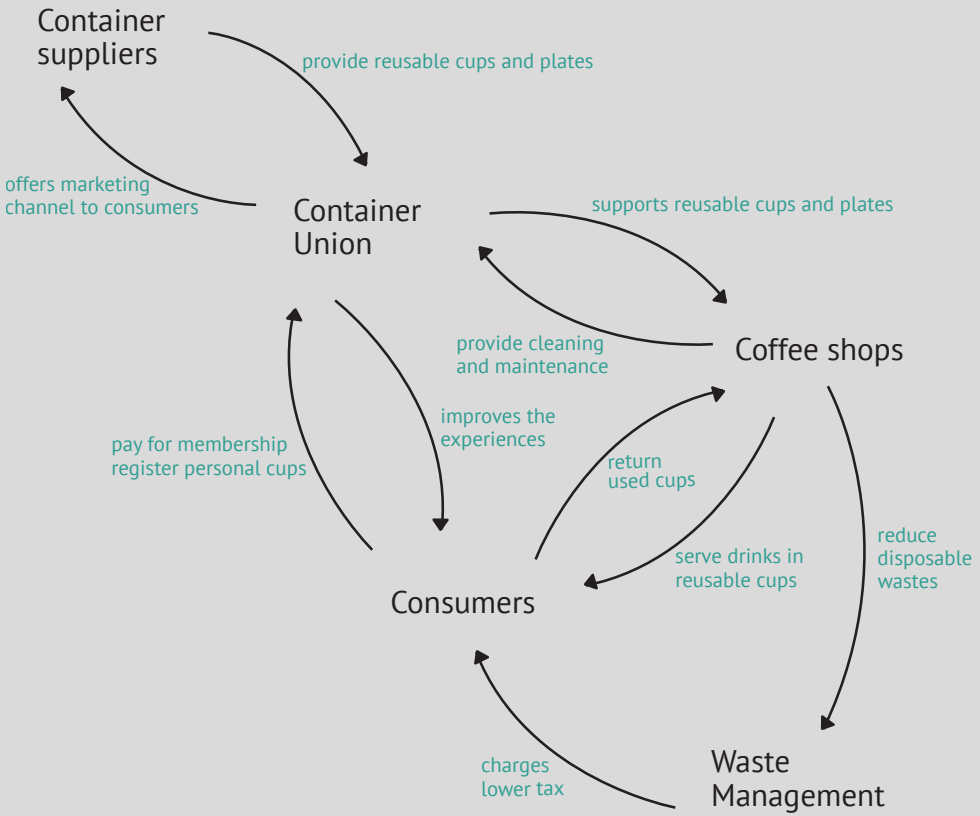 Container
suppliers
provide reusable cups and plates
offers marketing
channel to consumers
Container
Union
supports reusable cups and plates
provide cleaning
and maintenance
Coffee shops
improves the
experiences
pay for membership
register personal cups
return
used cups
serve drinks in
reusable cups
reduce
disposable
wastes
Consumers
charges
lower tax
Waste
Management